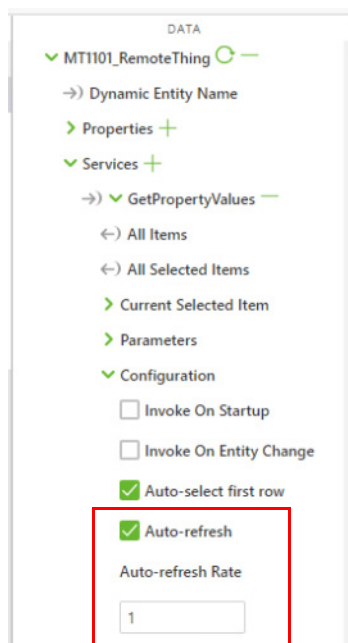 DATA
MT1101_RemoteThing
Dynamic Entity Name
Properties
Services
GetPropertyValues
All Items
All Selected Items
Current Selected Item
Parameters
Configuration
Invoke On Startup
Invoke On Entity Change
Auto-select first row
Auto-refresh
Auto-refresh Rate
1